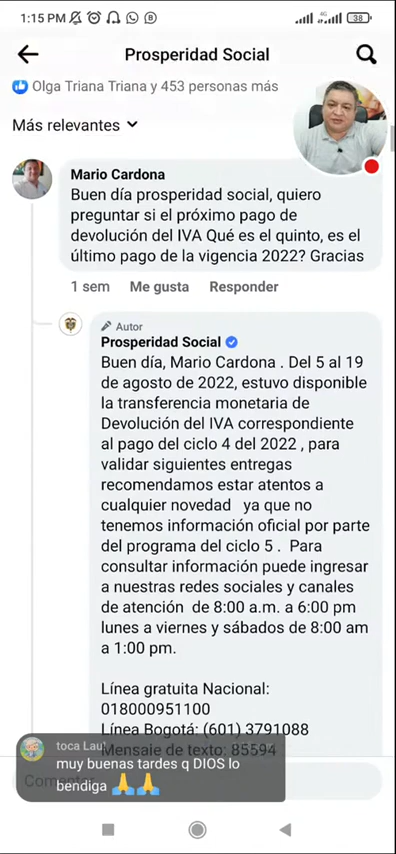 1:15 PM
4G
38
Prosperidad Social
Olga Triana Triana y 453 personas más
Más relevantes
Mario Cardona
Buen día prosperidad social, quiero
preguntar si el próximo pago de
devolución del IVA Qué es el quinto, es el
último pago de la vigencia 2022? Gracias
1 sem Me gusta Responder
Autor
Prosperidad Social
Buen día, Mario Cardona . Del 5 al 19
de agosto de 2022, estuvo disponible
la transferencia monetaria de
Devolución del IVA correspondiente
al pago del ciclo 4 del 2022 , para
validar siguientes entregas
recomendamos estar atentos a
cualquier novedad ya que no
tenemos información oficial por parte
del programa del ciclo 5 . Para
consultar información puede ingresar
a nuestras redes sociales y canales
de atención de 8:00 a.m. a 6:00 pm
lunes a viernes y sábados de 8:00 am
a 1:00 pm.
Línea gratuita Nacional:
018000951100
Línea Bogotá: (601) 3791088
Mensaje de texto: 85594
toca Lau
muy buenas tardes q DIOS lo
bendiga 🙏🙏
Comentar